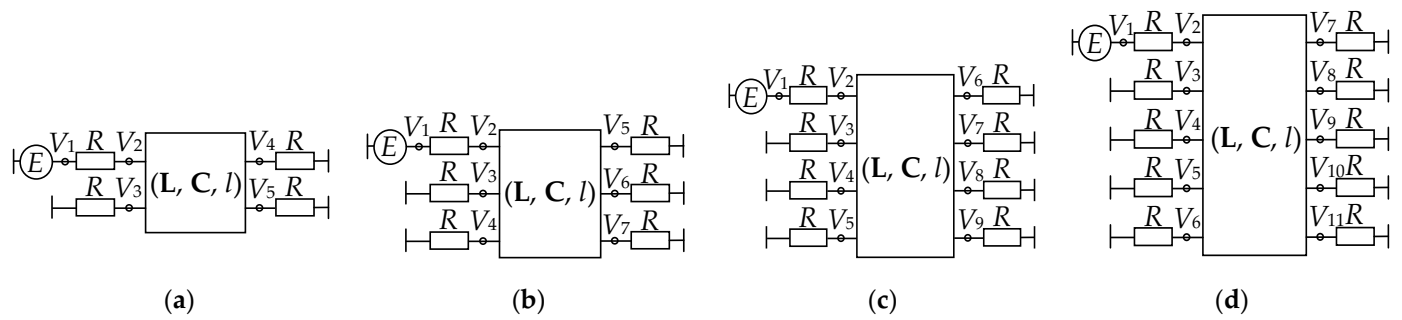 E V1 R V2 V4 R
R V3 (L, C, l) V5 R
(a)
E V1 R V2 V5 R
R V3 (L, C, l) V6 R
R V4 V7 R
(b)
E V1 R V2 V6 R
R V3 V7 R
R V4 (L, C, l) V8 R
R V5 V9 R
(c)
E V1 R V2 V7 R
R V3 V8 R
R V4 (L, C, l) V9 R
R V5 V10 R
R V6 V11 R
(d)